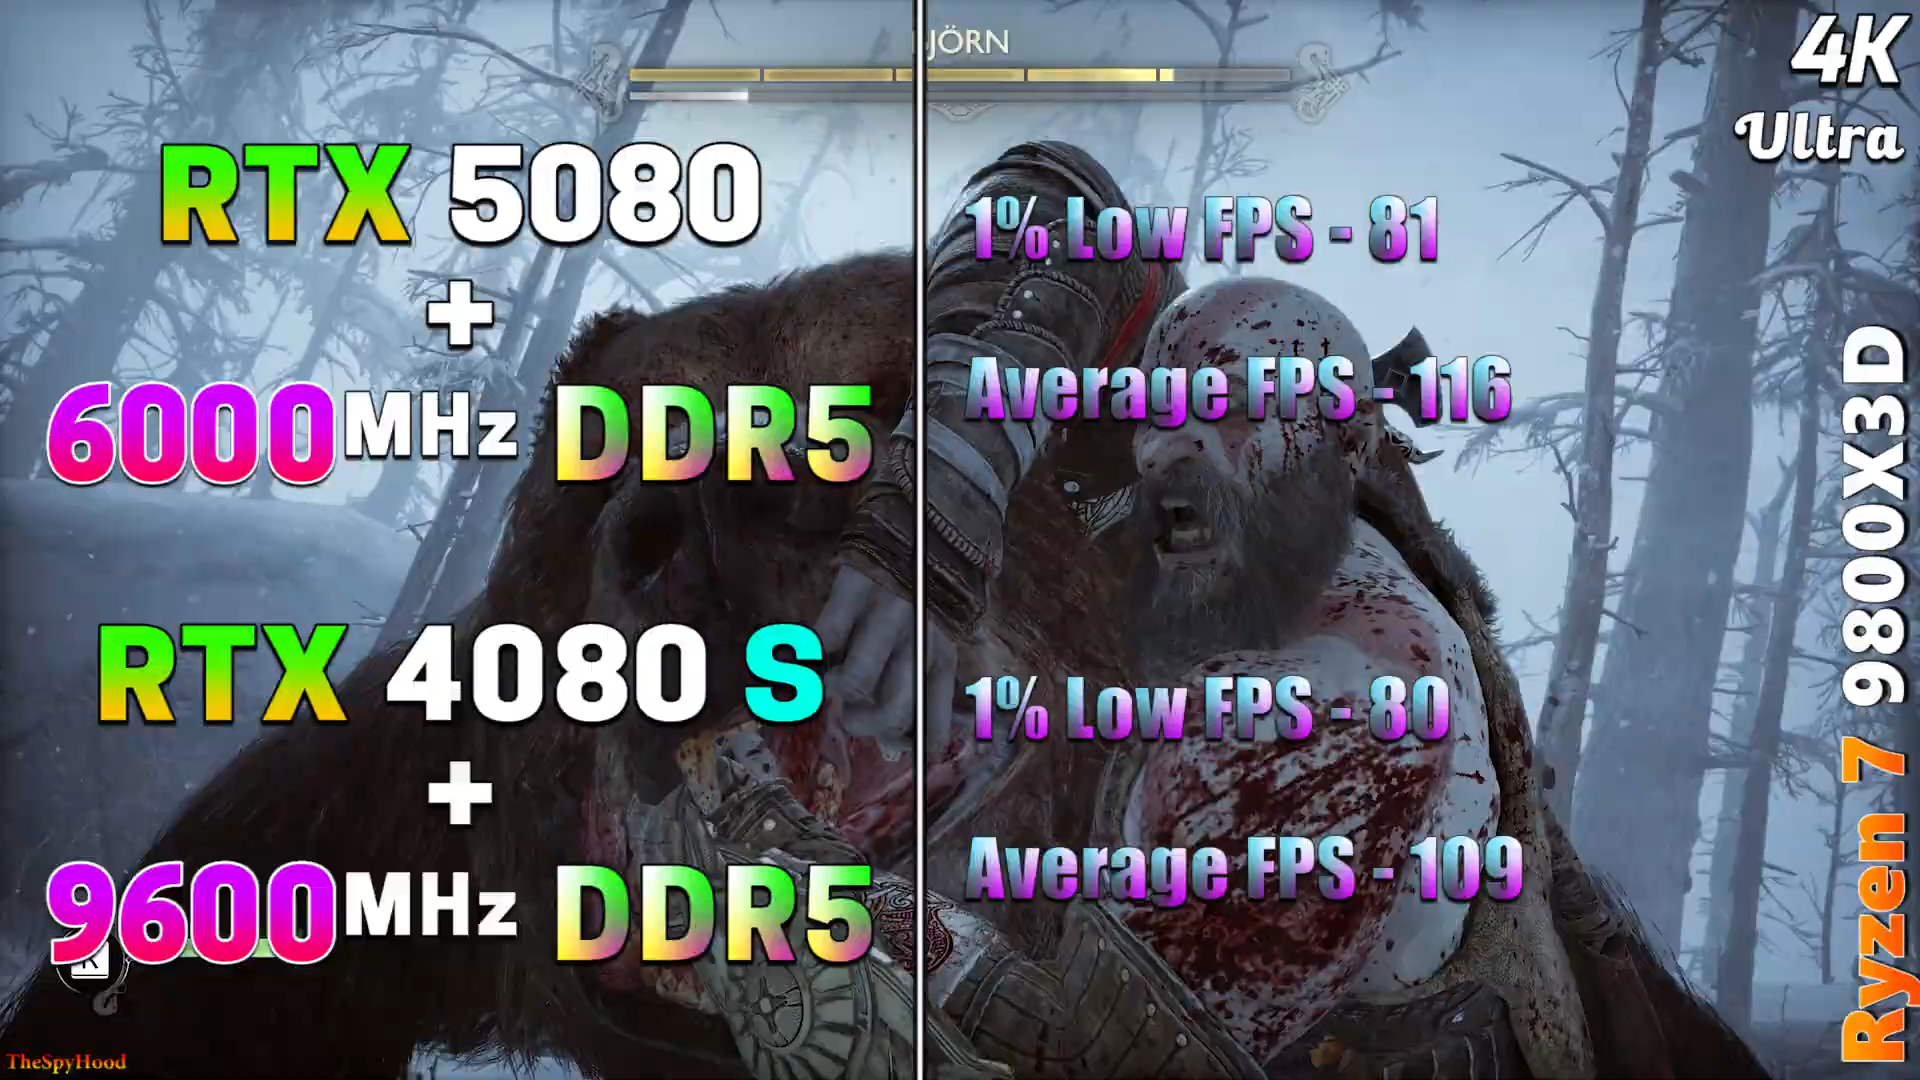 BJÖRN
4K
Ultra
RTX 5080
+
6000MHz DDR5
1% Low FPS - 81
Average FPS - 116
RTX 4080 S
+
9600MHz DDR5
1% Low FPS - 80
Average FPS - 109
Ryzen 7 9800X3D
R
TheSpyHood